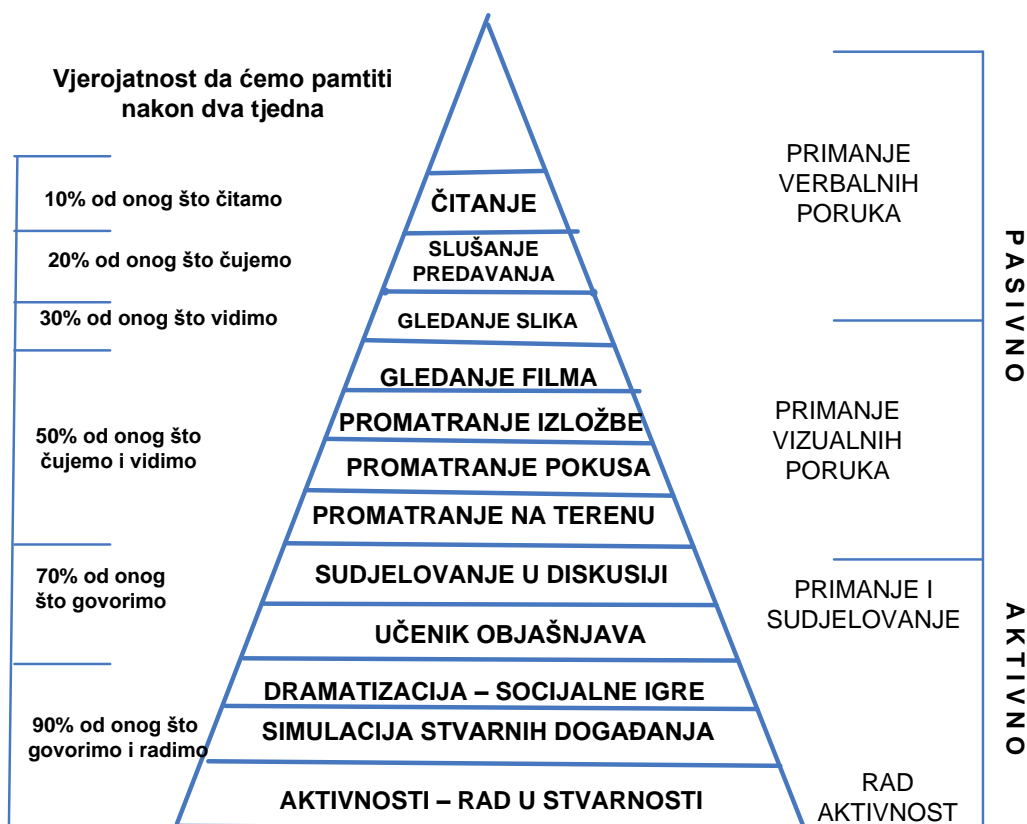 Vjerojatnost da ćemo pamtiti
nakon dva tjedna
10% od onog što čitamo
20% od onog što čujemo
30% od onog što vidimo
50% od onog što
čujemo i vidimo
70% od onog
što govorimo
90% od onog što
govorimo i radimo
ČITANJE
SLUŠANJE
PREDAVANJA
GLEDANJE SLIKA
GLEDANJE FILMA
PROMATRANJE IZLOŽBE
PROMATRANJE POKUSA
PROMATRANJE NA TERENU
SUDJELOVANJE U DISKUSIJI
UČENIK OBJAŠNJAVA
DRAMATIZACIJA – SOCIJALNE IGRE
SIMULACIJA STVARNIH DOGAĐANJA
AKTIVNOSTI – RAD U STVARNOSTI
PRIMANJE
VERBALNIH
PORUKA
PRIMANJE
VIZUALNIH
PORUKA
PRIMANJE I
SUDJELOVANJE
RAD
AKTIVNOST
PASIVNO
AKTIVNO